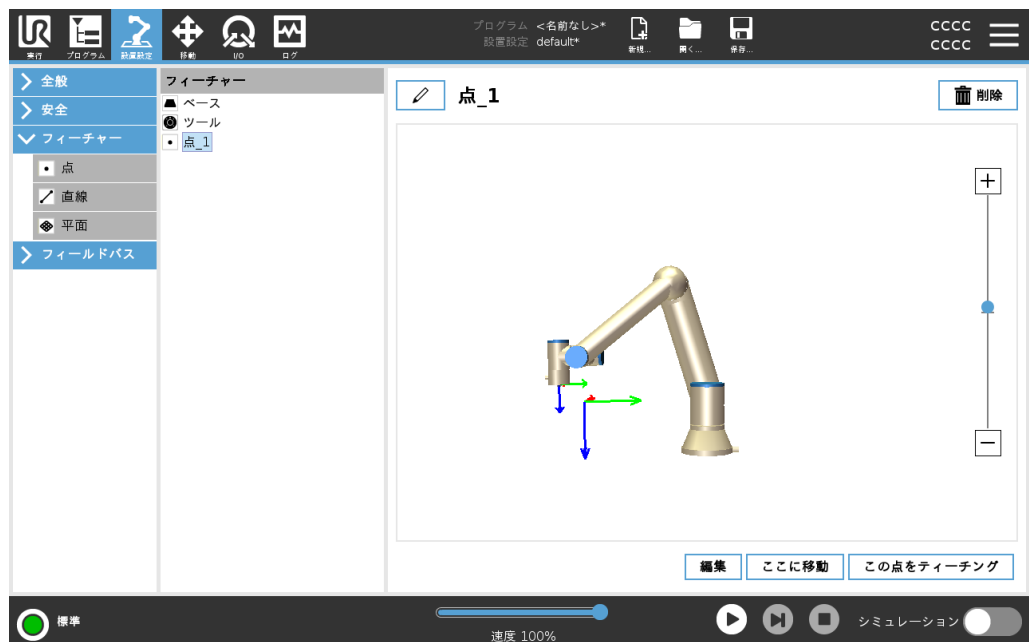 UR
実行
プログラム
設置設定
移動
I/O
ログ
プログラム <名前なし>*
設置設定 default*
新規...
開く...
保存...
CCCC
CCCC
全般
安全
フィーチャー
点
直線
平面
フィールドバス
フィーチャー
ベース
ツール
点_1
点_1
削除
編集
ここに移動
この点をティーチング
標準
速度 100%
シミュレーション